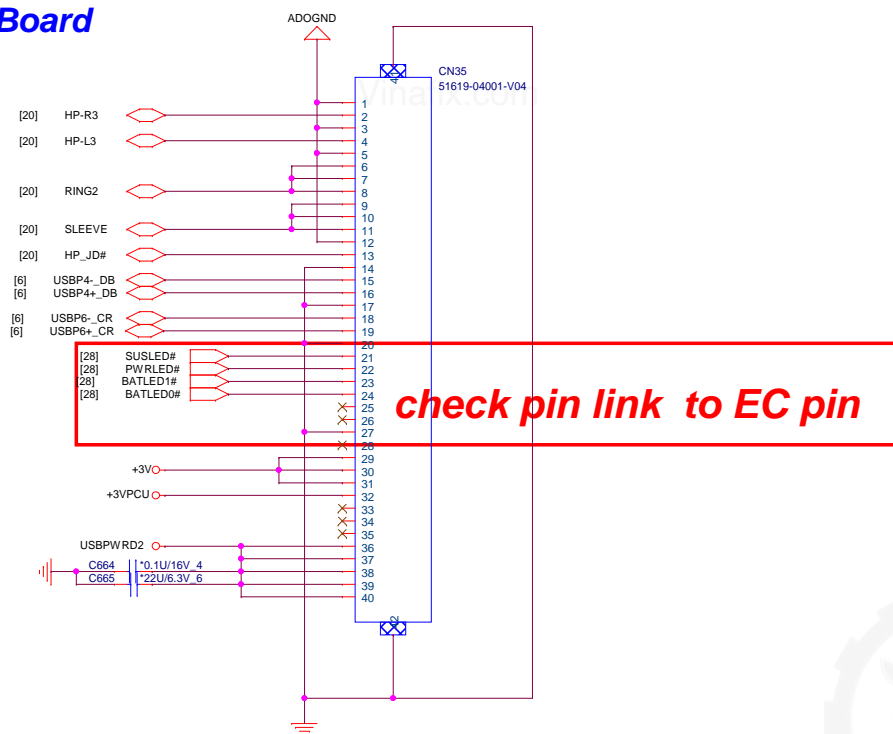 Board
ADOGND
41
CN35
51619-04001-V04
Vinafix.com
1
[20] HP-R3 2
3
[20] HP-L3 4
5
6
7
[20] RING2 8
9
10
[20] SLEEVE 11
12
[20] HP_JD# 13
14
[6] USBP4-_DB 15
[6] USBP4+_DB 16
17
[6] USBP6-_CR 18
[6] USBP6+_CR 19
20
[28] SUSLED# 21
[28] PWRLED# 22
[28] BATLED1# 23
[28] BATLED0# 24
25
check pin link to EC pin
26
27
28
29
+3V 30
31
+3VPCU 32
33
34
35
USBPWRD2 36
37
C664 *0.1U/16V_4 38
C665 *22U/6.3V_6 39
40